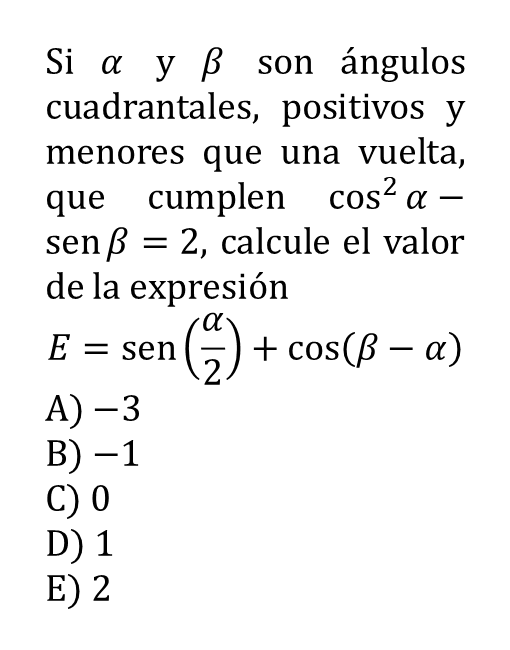 Si α y β son ángulos
cuadrantales, positivos y
menores que una vuelta,
que cumplen cos² α −
sen β = 2, calcule el valor
de la expresión
E = sen(α/2) + cos(β − α)
A) −3
B) −1
C) 0
D) 1
E) 2